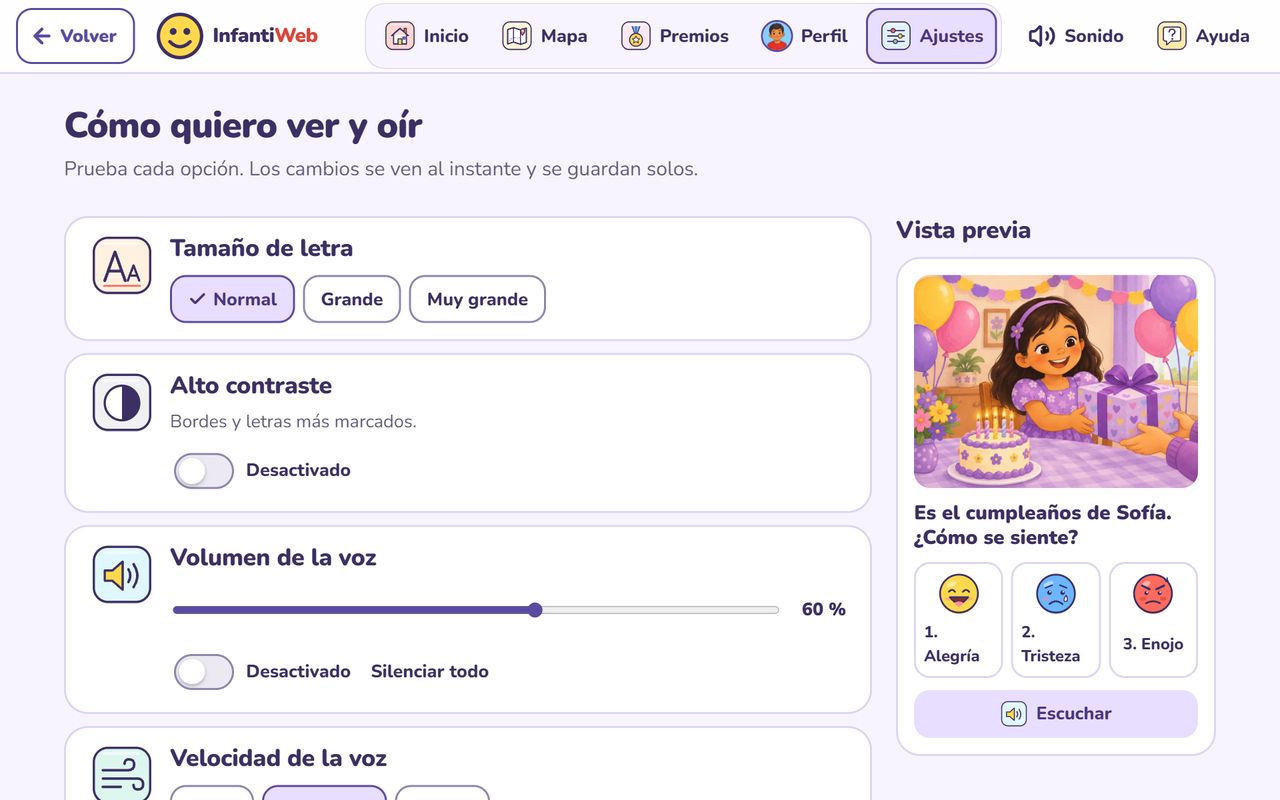 Volver
InfantiWeb
Inicio
Mapa
Premios
Perfil
Ajustes
Sonido
Ayuda
Cómo quiero ver y oír
Prueba cada opción. Los cambios se ven al instante y se guardan solos.
Tamaño de letra
Normal
Grande
Muy grande
Alto contraste
Bordes y letras más marcados.
Desactivado
Volumen de la voz
60 %
Desactivado
Silenciar todo
Velocidad de la voz
Vista previa
Es el cumpleaños de Sofía.
¿Cómo se siente?
1.
Alegría
2.
Tristeza
3. Enojo
Escuchar